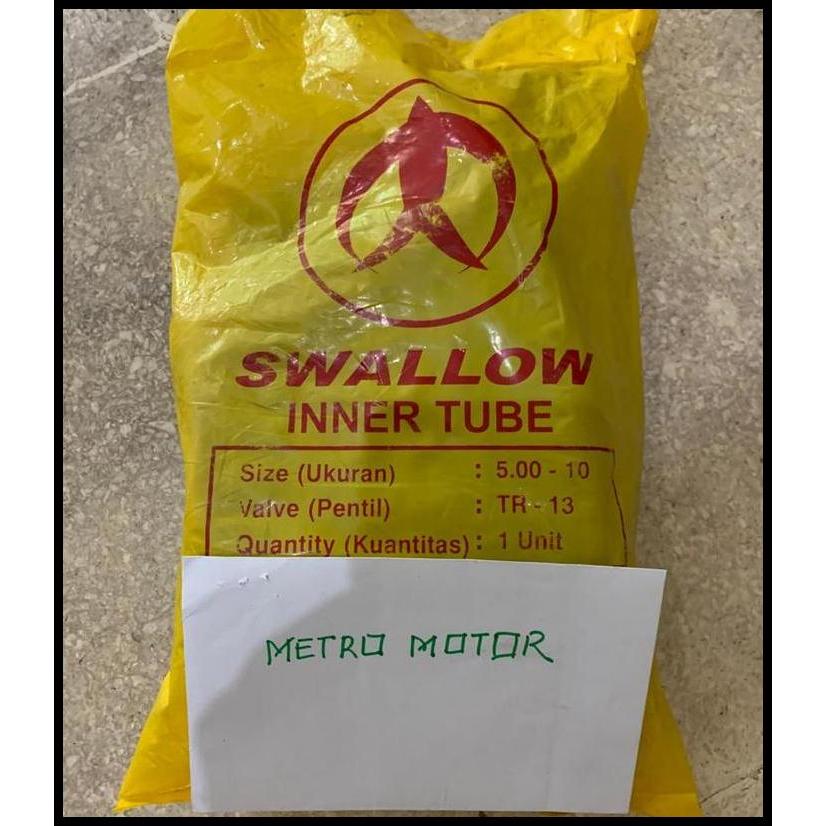 SWALLOW
INNER TUBE
Size (Ukuran) : 5.00 - 10
Valve (Pentil) : TR - 13
Quantity (Kuantitas) : 1 Unit
METRO MOTOR